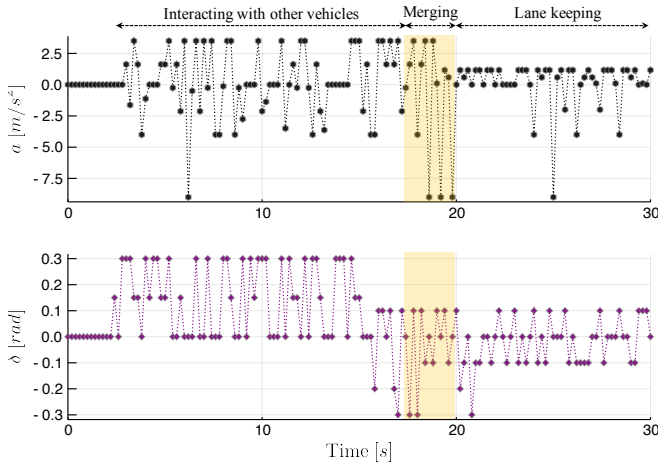 Interacting with other vehicles Merging Lane keeping
a [m/s²]
2.5
0.0
- 2.5
- 5.0
- 7.5
0 10 20 30
δ [rad]
0.3
0.2
0.1
0.0
- 0.1
- 0.2
- 0.3
0 10 20 30
Time [s]